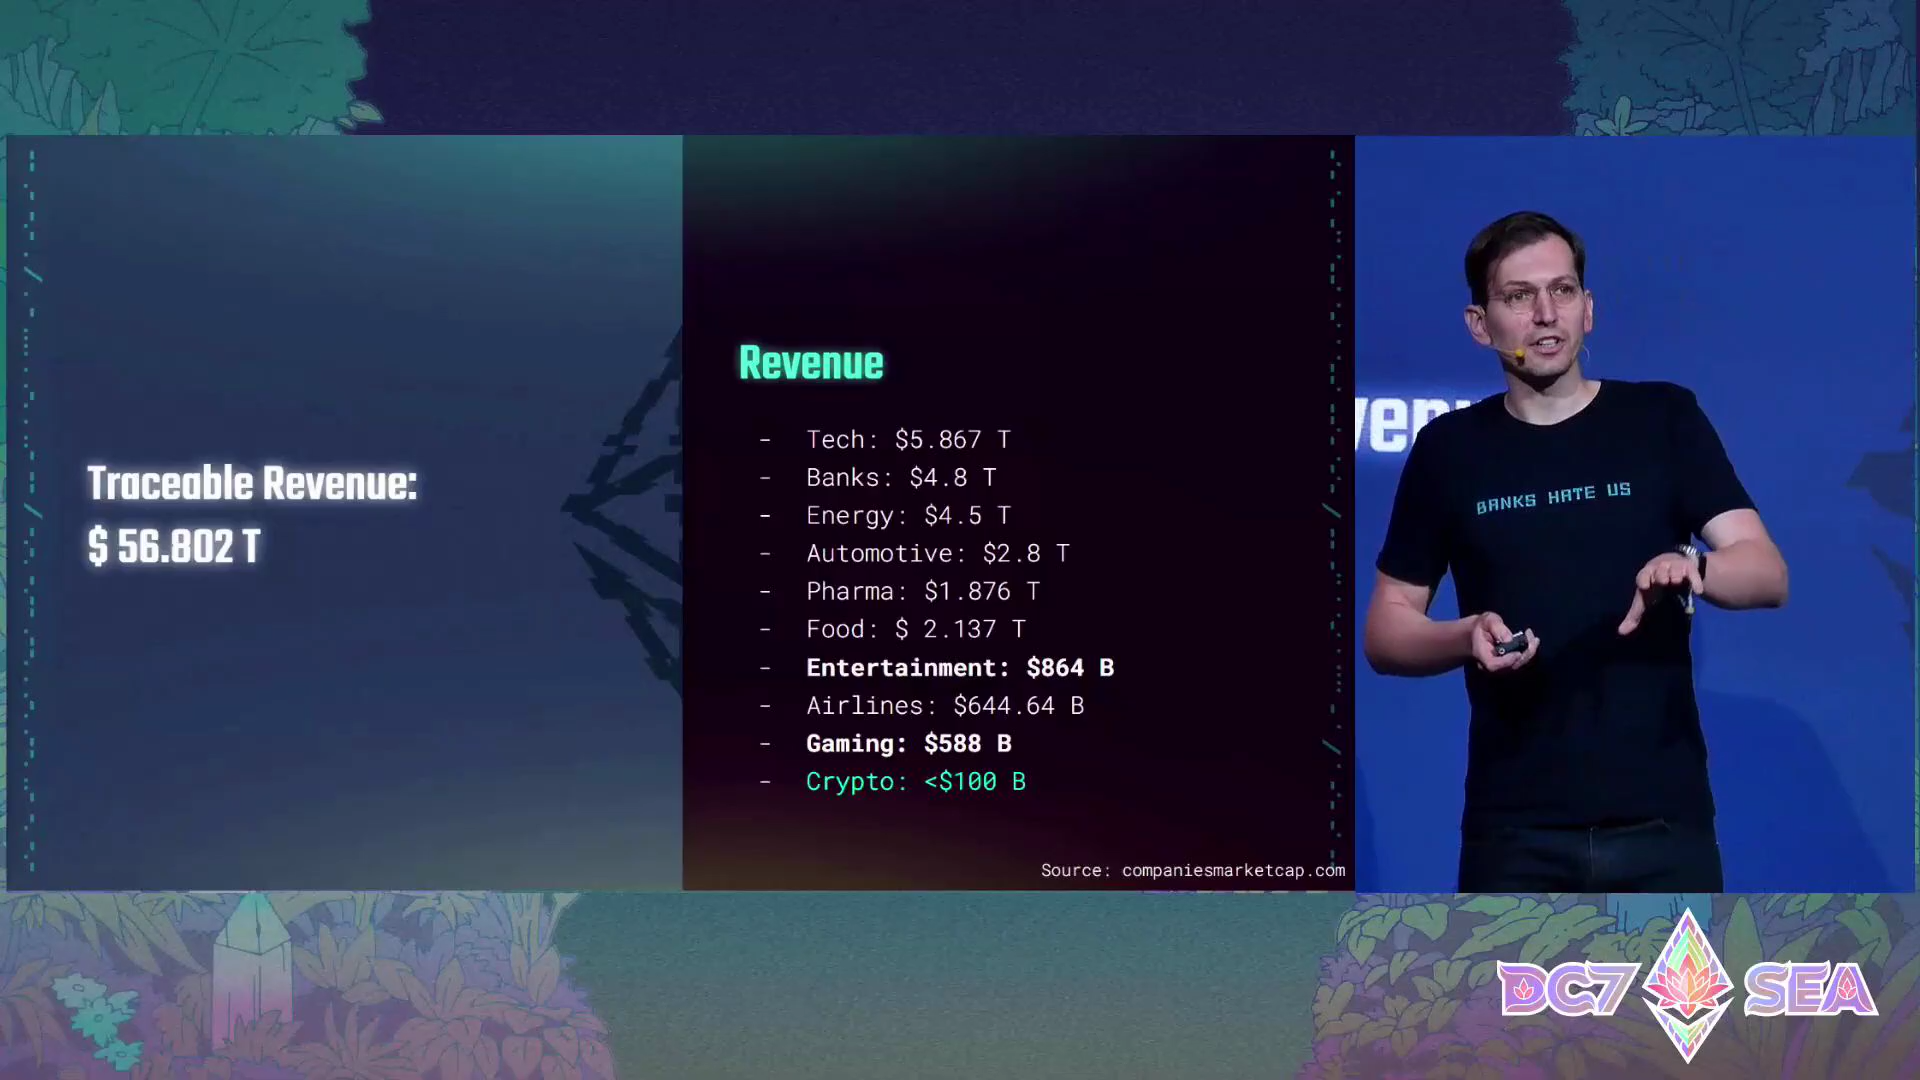 Traceable Revenue:
$ 56.802 T
Revenue
- Tech: $5.867 T
- Banks: $4.8 T
- Energy: $4.5 T
- Automotive: $2.8 T
- Pharma: $1.876 T
- Food: $ 2.137 T
- Entertainment: $864 B
- Airlines: $644.64 B
- Gaming: $588 B
- Crypto: <$100 B
Source: companiesmarketcap.com
venu
BANKS HATE US
DC7 SEA